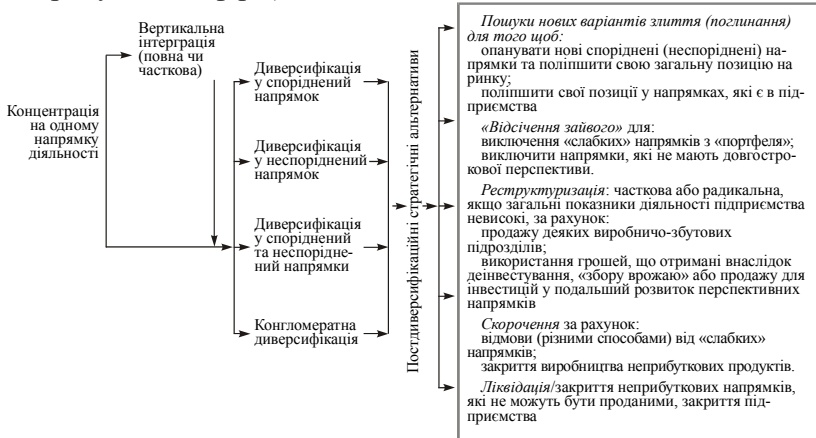 Концентрація
на одному
напрямку
діяльності
Вертикальна
інтерграція
(повна чи
часткова)
Диверсифікація
у споріднений
напрямок
Диверсифікація
у неспоріднений
напрямок
Диверсифікація
у споріднений
та неспорідне-
ний напрямки
Конгломератна
диверсифікація
Постдиверсифікаційні стратегічні альтернативи
Пошуки нових варіантів злиття (поглинання)
для того щоб:
опанувати нові споріднені (неспоріднені) на-
прямки та поліпшити свою загальну позицію на
ринку;
поліпшити свої позиції у напрямках, які є в під-
приємства
«Відсічення зайвого» для:
виключення «слабких» напрямків з «портфеля»;
виключити напрямки, які не мають довгостро-
кової перспективи.
Реструктуризація: часткова або радикальна,
якщо загальні показники діяльності підприємства
невисокі, за рахунок:
продажу деяких виробничо-збутових
підрозділів;
використання грошей, що отримані внаслідок
деінвестування, «збору врожаю» або продажу для
інвестицій у подальший розвиток перспективних
напрямків
Скорочення за рахунок:
відмови (різними способами) від «слабких»
напрямків;
закриття виробництва неприбуткових продуктів.
Ліквідація/закриття неприбуткових напрямків,
які не можуть бути проданими, закриття під-
приємства